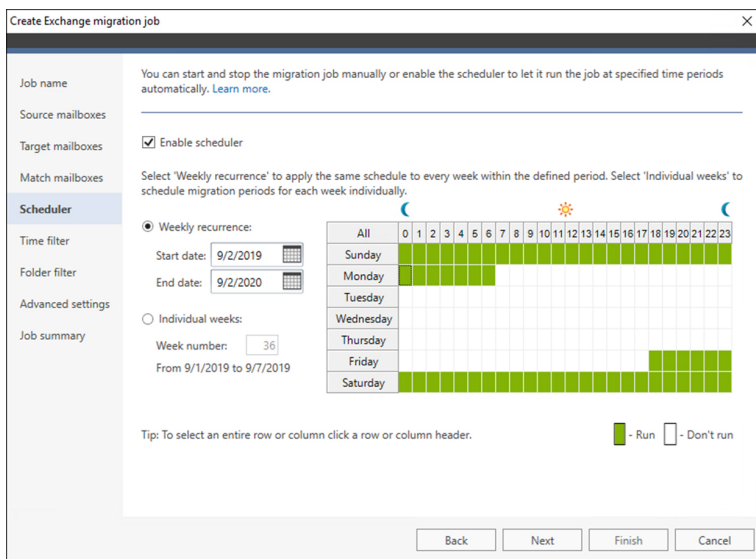 Create Exchange migration job
You can start and stop the migration job manually or enable the scheduler to let it run the job at specified time periods
automatically. Learn more.
Job name
Source mailboxes
Target mailboxes
Match mailboxes
Scheduler
Time filter
Folder filter
Advanced settings
Job summary
Enable scheduler
Select 'Weekly recurrence' to apply the same schedule to every week within the defined period. Select 'Individual weeks' to
schedule migration periods for each week individually.
Weekly recurrence:
Start date: 9/2/2019
End date: 9/2/2020
Individual weeks:
Week number: 36
From 9/1/2019 to 9/7/2019
All 0 1 2 3 4 5 6 7 8 9 10 11 12 13 14 15 16 17 18 19 20 21 22 23
Sunday
Monday
Tuesday
Wednesday
Thursday
Friday
Saturday
Tip: To select an entire row or column click a row or column header.
- Run - Don't run
Back Next Finish Cancel